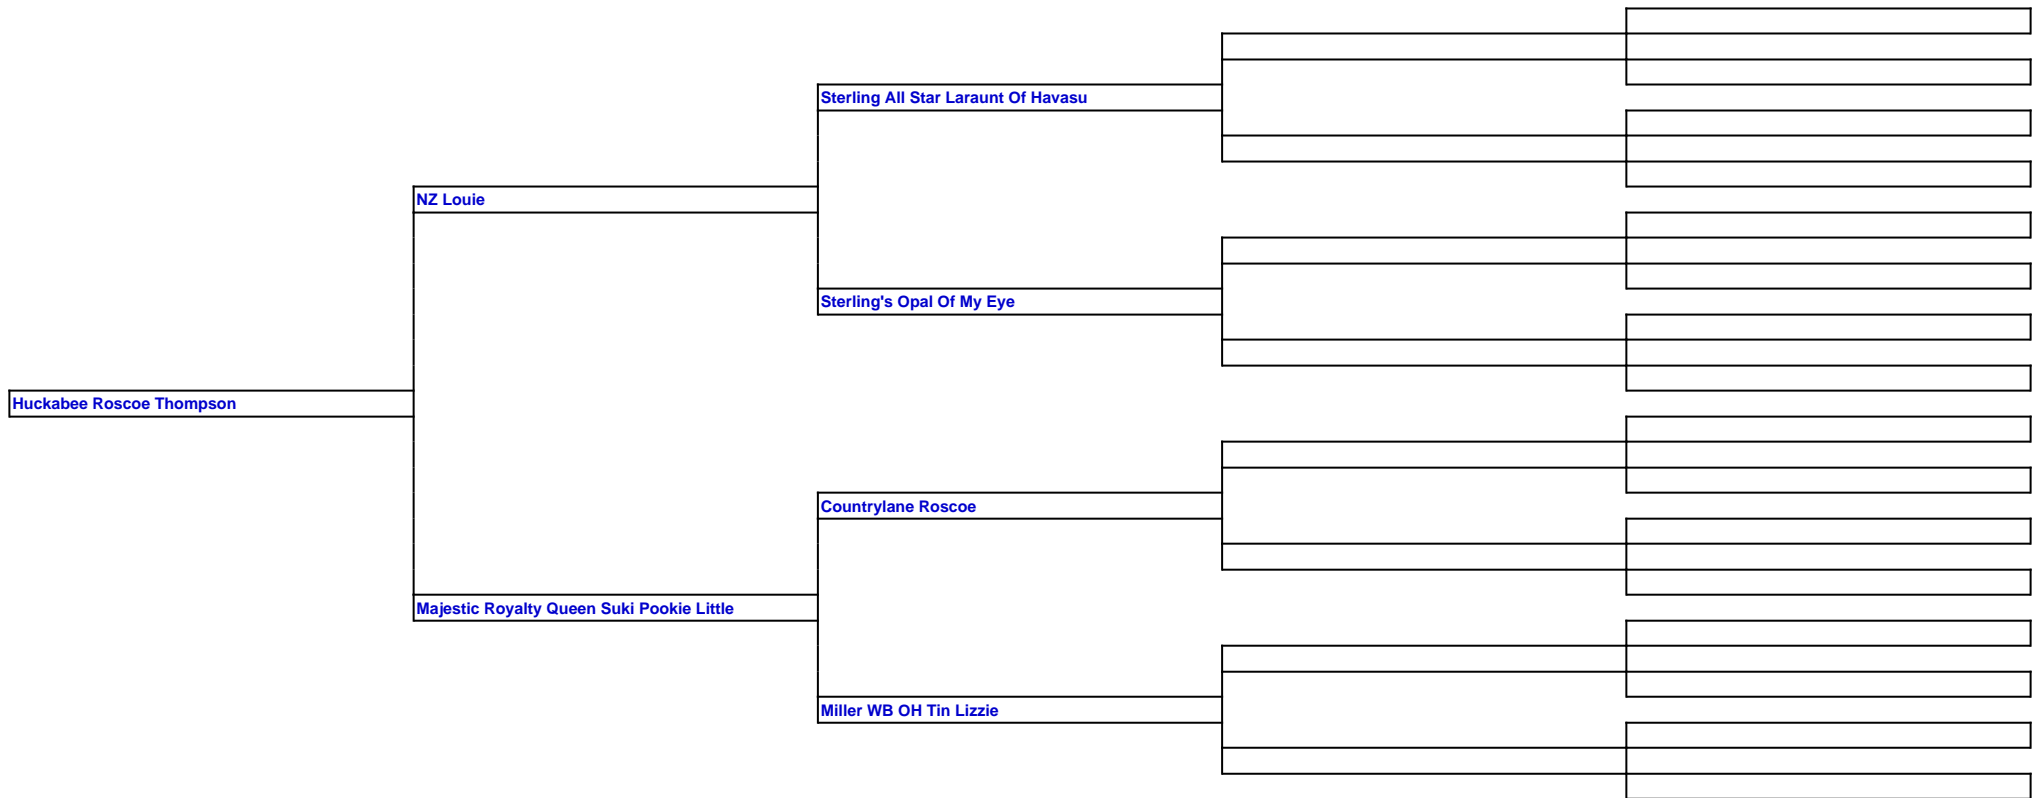 Sterling All Star Laraunt Of Havasu
NZ Louie
Sterling's Opal Of My Eye
Huckabee Roscoe Thompson
Countrylane Roscoe
Majestic Royalty Queen Suki Pookie Little
Miller WB OH Tin Lizzie